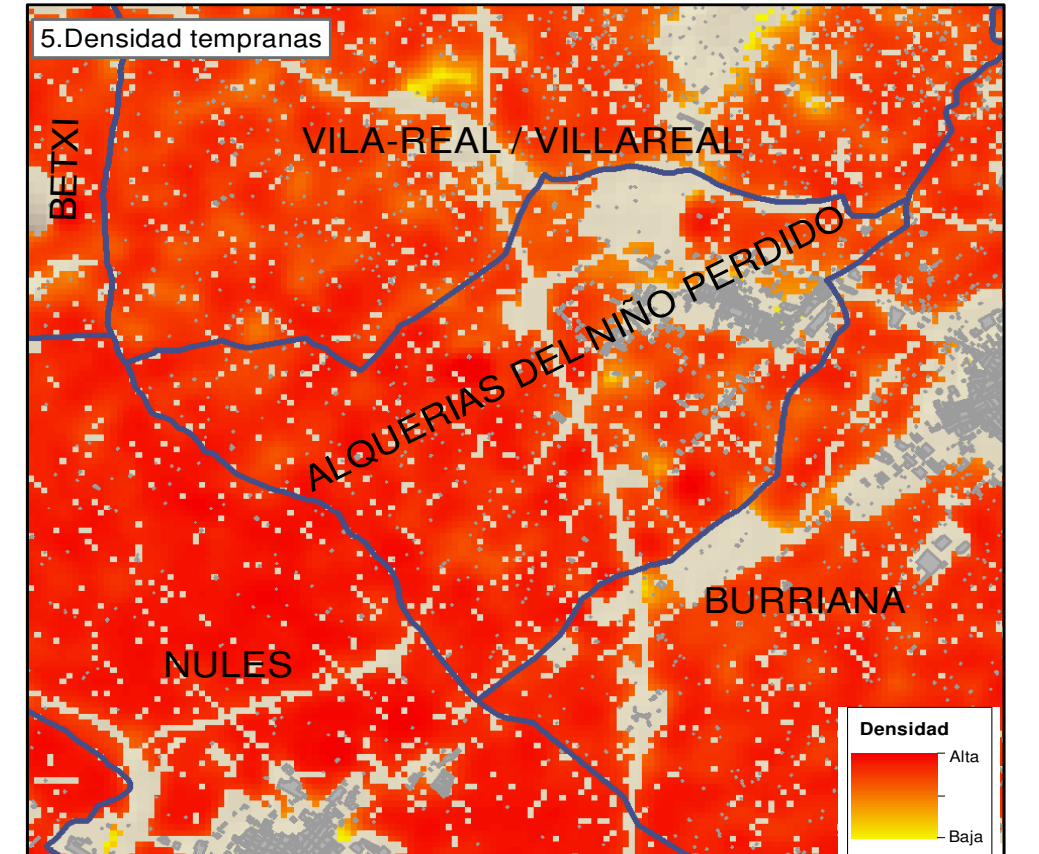 5.Densidad tempranas
BETXI
VILA-REAL / VILLAREAL
ALQUERIAS DEL NIÑO PERDIDO
BURRIANA
NULES
Densidad
Alta
Baja